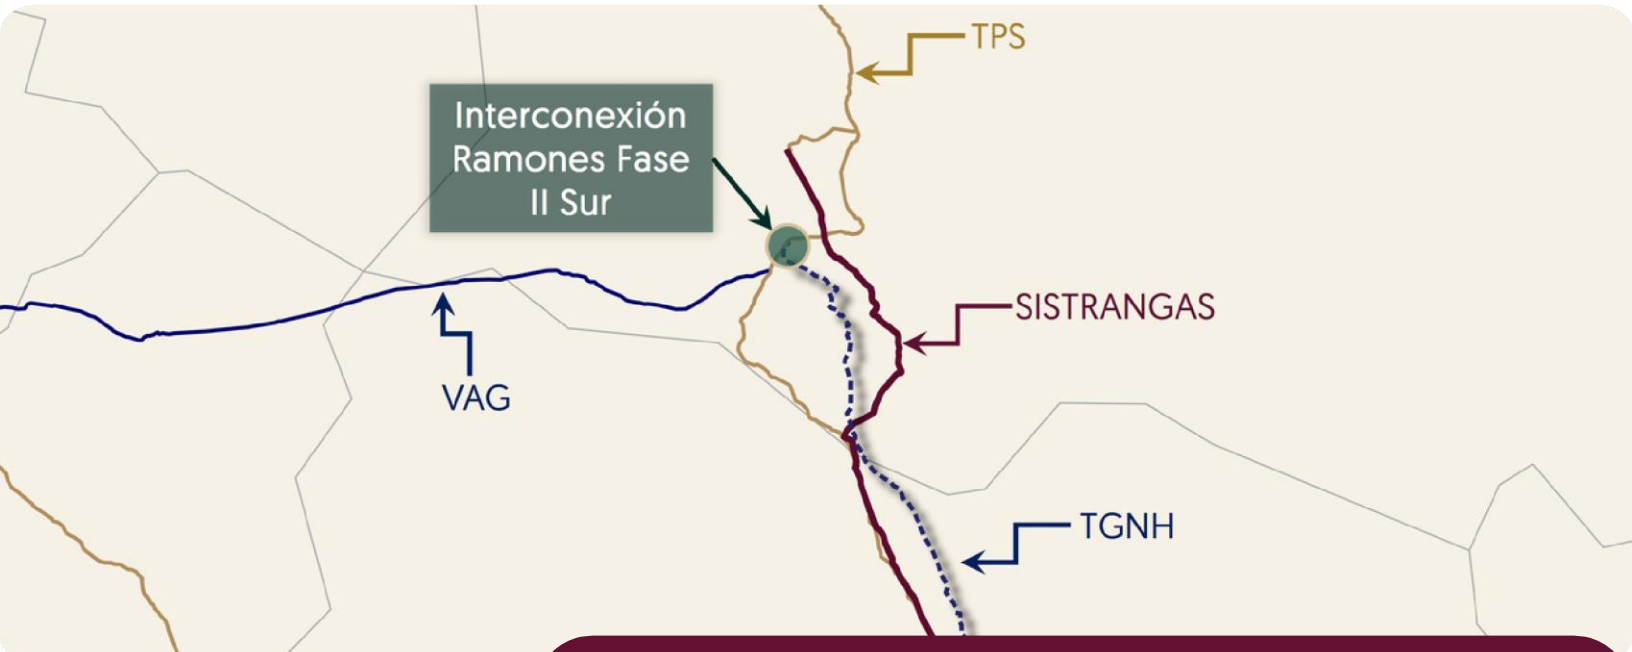 TPS
Interconexión
Ramones Fase
II Sur
SISTRANGAS
VAG
TGNH